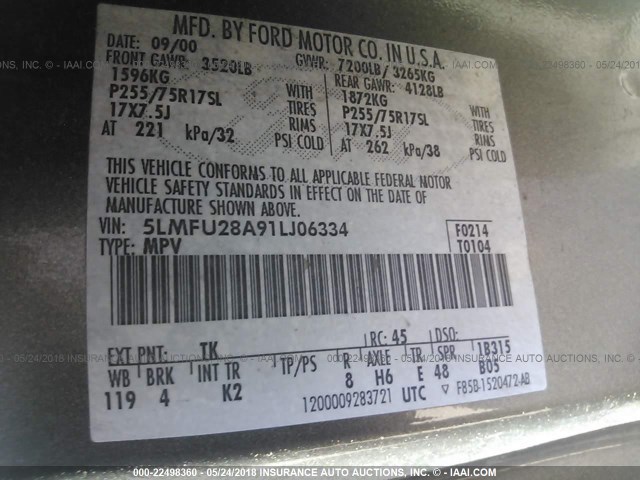 MFD. BY FORD MOTOR CO. IN U.S.A.
DATE: 09/00 GVWR: 7200LB/ 3265KG
FRONT GAWR: 3520LB REAR GAWR: 4128LB
1596KG WITH 1872KG WITH
P255/75R17SL TIRES P255/75R17SL TIRES
17X7.5J RIMS 17X7.5J RIMS
AT 221 kPa/32 PSI COLD AT 262 kPa/38 PSI COLD
THIS VEHICLE CONFORMS TO ALL APPLICABLE FEDERAL MOTOR
VEHICLE SAFETY STANDARDS IN EFFECT ON THE DATE OF
MANUFACTURE SHOWN ABOVE.
VIN: 5LMFU28A91LJ06334 F0214
TYPE: MPV T0104
EXT PNT: TK RC: 45 DSO:
WB BRK INT TR TP/PS R AXLE TR SPR 1B315
119 4 K2 8 H6 E 48 B05
1200009283721 UTC ▽ F85B-1520472-AB
000-22498360 - 05/24/2018 INSURANCE AUTO AUCTIONS, INC. - IAAI.COM